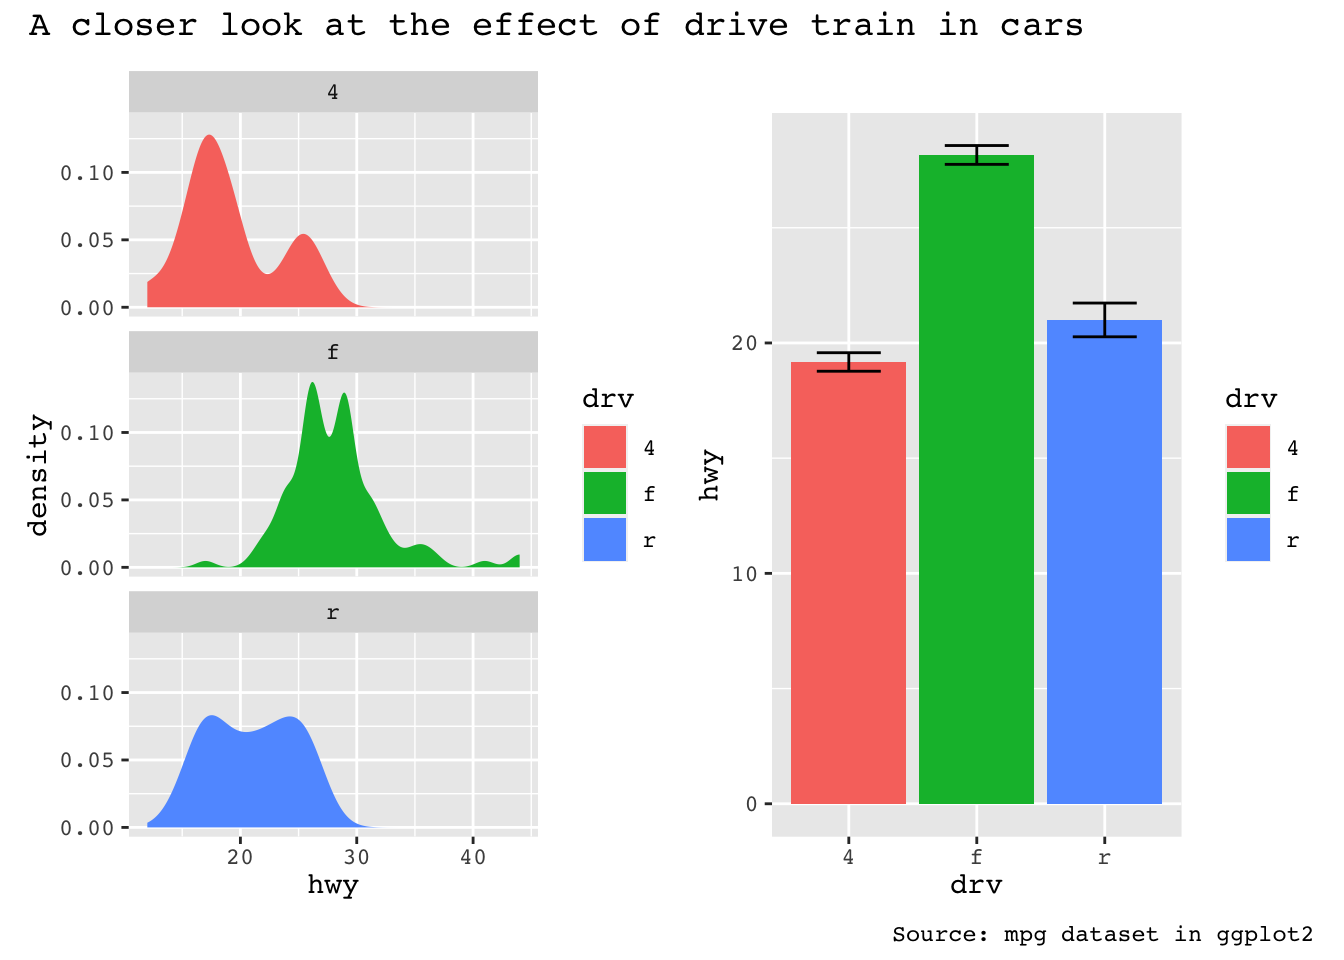 A closer look at the effect of drive train in cars
4
0.10
0.05
0.00
f
0.10
0.05
0.00
r
0.10
0.05
0.00
20 30 40
hwy
density
drv
4
f
r
20
10
0
hwy
4 f r
drv
drv
4
f
r
Source: mpg dataset in ggplot2